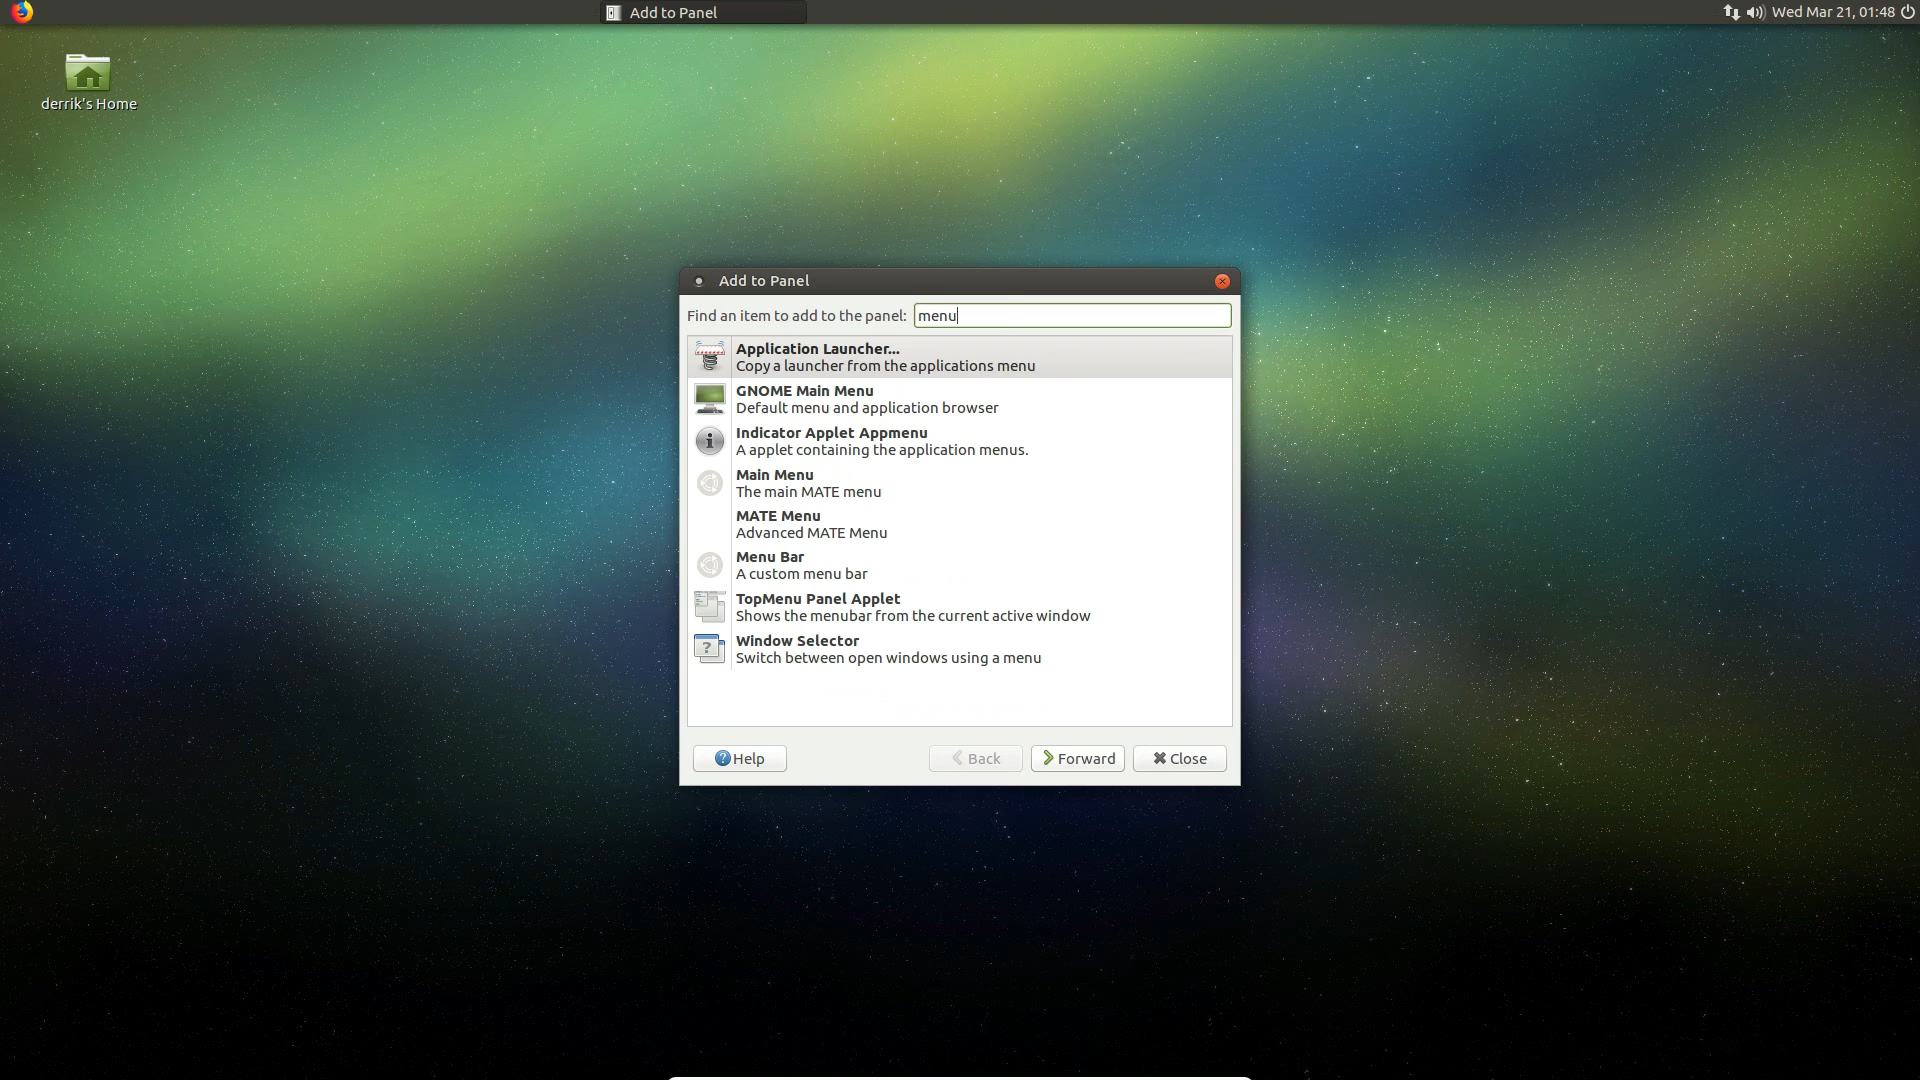 Add to Panel
Wed Mar 21, 01:48
derrik's Home
Add to Panel
Find an item to add to the panel: menu
Application Launcher...
Copy a launcher from the applications menu
GNOME Main Menu
Default menu and application browser
Indicator Applet Appmenu
A applet containing the application menus.
Main Menu
The main MATE menu
MATE Menu
Advanced MATE Menu
Menu Bar
A custom menu bar
TopMenu Panel Applet
Shows the menubar from the current active window
Window Selector
Switch between open windows using a menu
Help
Back
Forward
Close